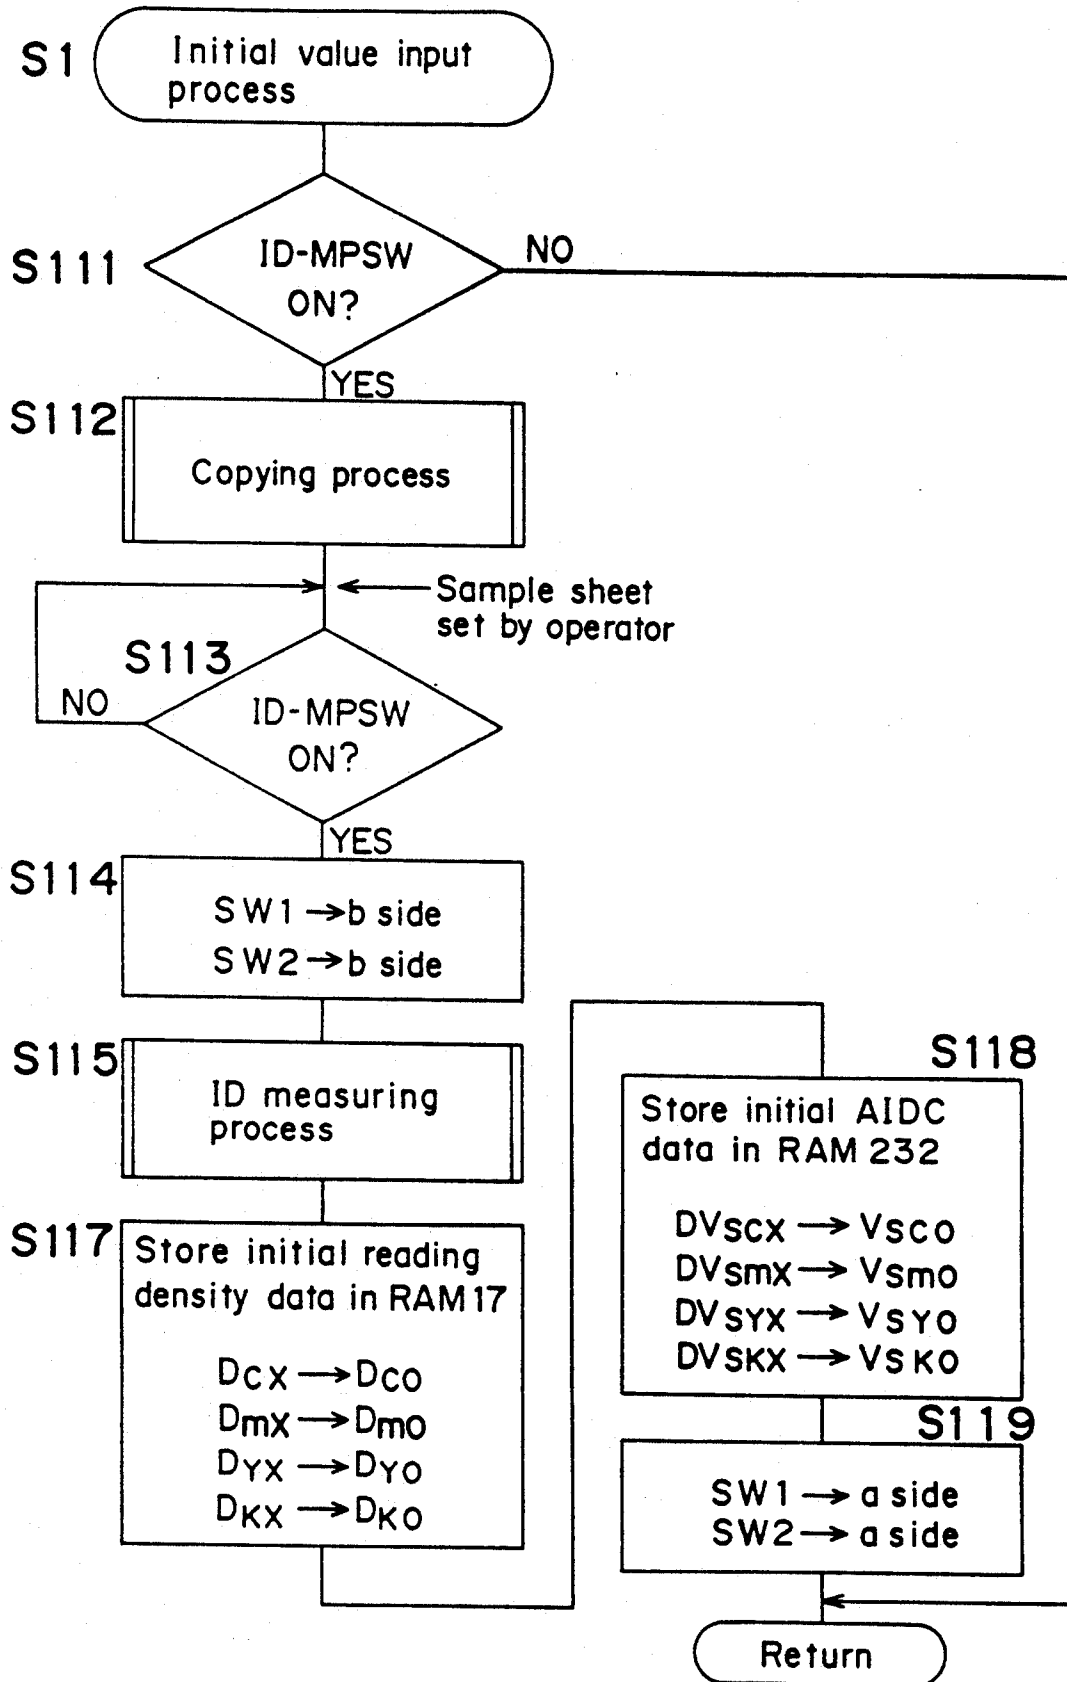 S1
Initial value input
process
S111
ID-MPSW
ON?
NO
YES
S112
Copying process
Sample sheet
set by operator
S113
NO
ID-MPSW
ON?
YES
S114
SW1→b side
SW2→b side
S115
ID measuring
process
S117
Store initial reading
density data in RAM17
DCX→DCO
DmX→DmO
DYX→DYO
DKX→DKO
S118
Store initial AIDC
data in RAM 232
DVSCX→VSCO
DVSmX→VSmO
DVSYX→VSYO
DVSKX→VSKO
S119
SW1→a side
SW2→a side
Return